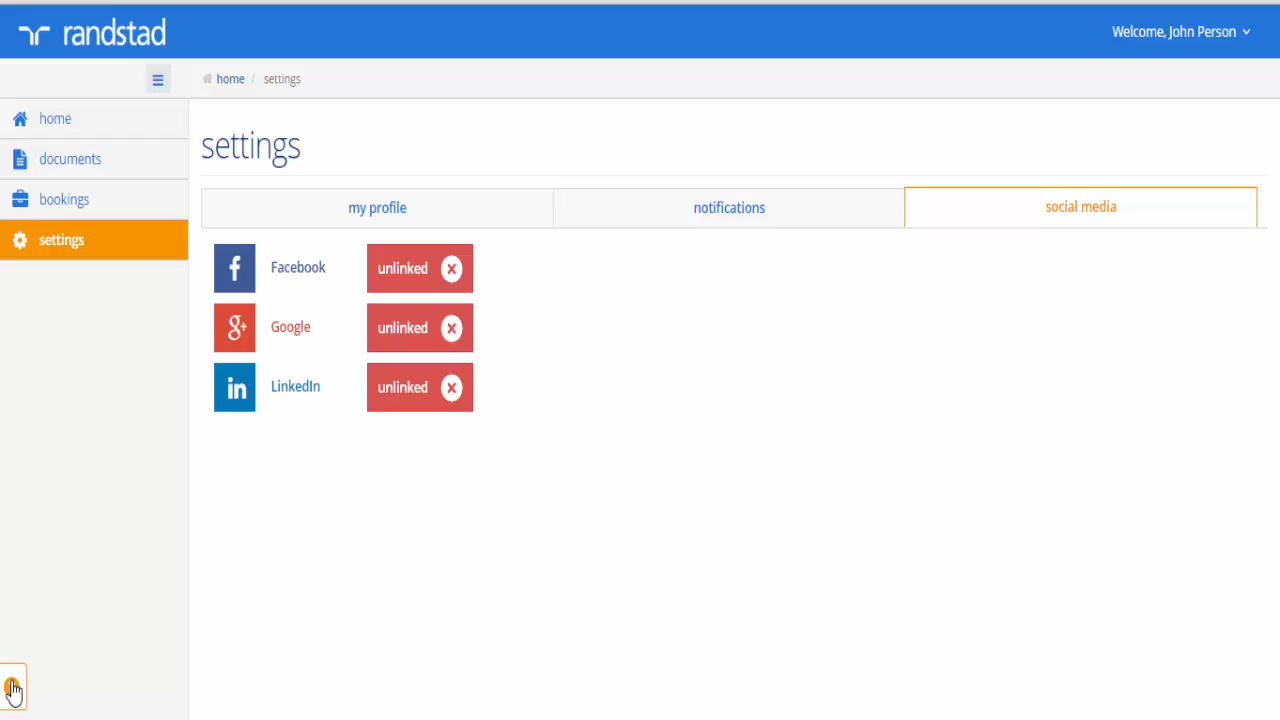 randstad
Welcome, John Person
home / settings
home
documents
bookings
settings
settings
my profile
notifications
social media
Facebook
unlinked
Google
unlinked
LinkedIn
unlinked